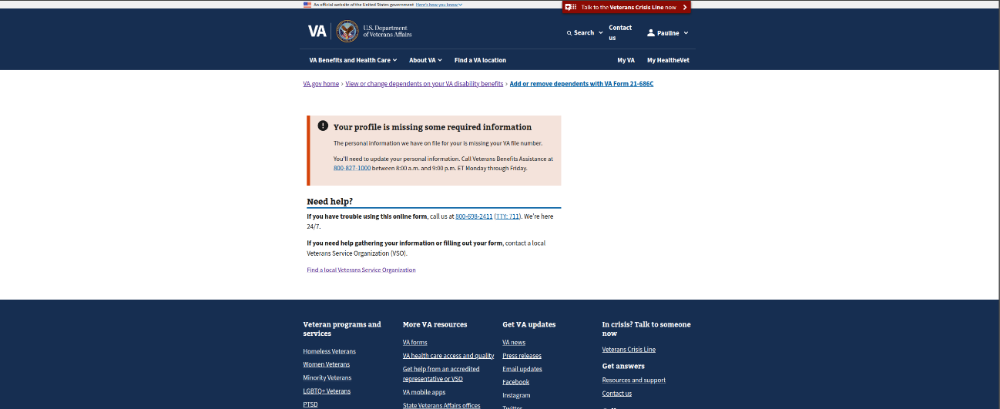 An official website of the United States government Here's how you know
Talk to the Veterans Crisis Line now
VA
U.S. Department
of Veterans Affairs
Search
Contact
us
Pauline
VA Benefits and Health Care
About VA
Find a VA location
My VA
My HealtheVet
VA.gov home › View or change dependents on your VA disability benefits › Add or remove dependents with VA Form 21-686C
Your profile is missing some required information
The personal information we have on file for your is missing your VA file number.
You'll need to update your personal information. Call Veterans Benefits Assistance at
800-827-1000 between 8:00 a.m. and 9:00 p.m. ET Monday through Friday.
Need help?
If you have trouble using this online form, call us at 800-698-2411 (TTY: 711). We're here
24/7.
If you need help gathering your information or filling out your form, contact a local
Veterans Service Organization (VSO).
Find a local Veterans Service Organization
Veteran programs and
services
Homeless Veterans
Women Veterans
Minority Veterans
LGBTQ+ Veterans
PTSD
More VA resources
VA forms
VA health care access and quality
Get help from an accredited
representative or VSO
VA mobile apps
State Veterans Affairs offices
Get VA updates
VA news
Press releases
Email updates
Facebook
Instagram
Twitter
In crisis? Talk to someone
now
Veterans Crisis Line
Get answers
Resources and support
Contact us